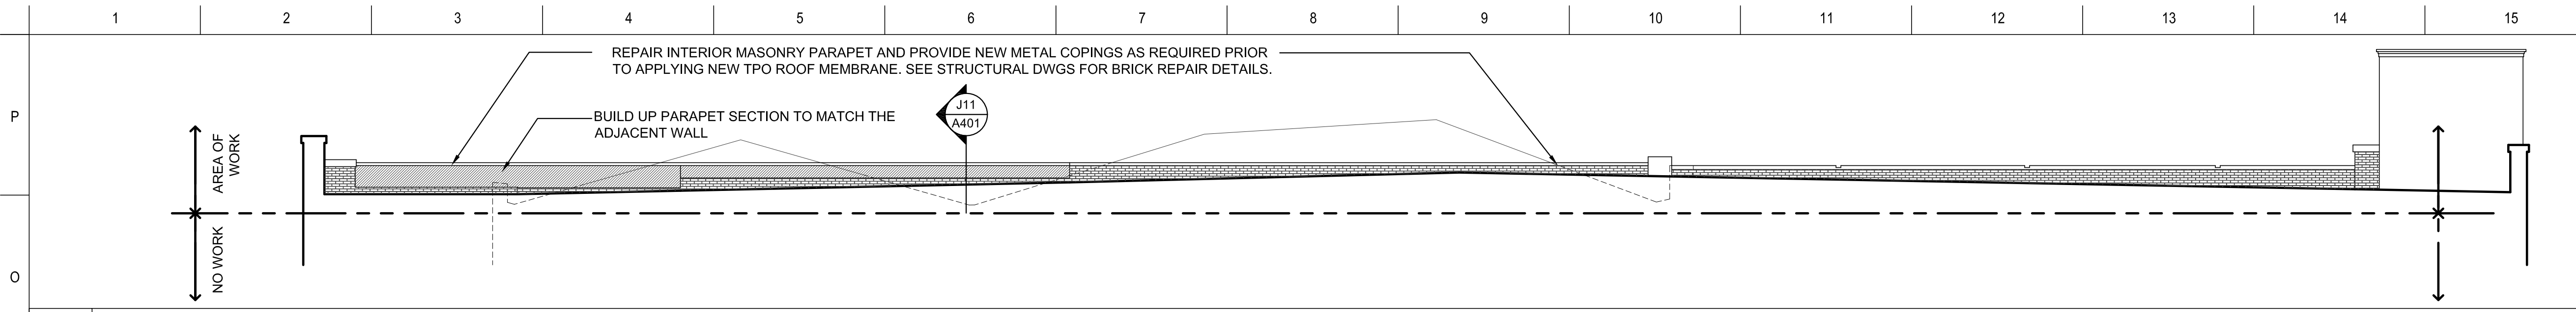 1 2 3 4 5 6 7 8 9 10 11 12 13 14 15
REPAIR INTERIOR MASONRY PARAPET AND PROVIDE NEW METAL COPINGS AS REQUIRED PRIOR
TO APPLYING NEW TPO ROOF MEMBRANE. SEE STRUCTURAL DWGS FOR BRICK REPAIR DETAILS.
P
BUILD UP PARAPET SECTION TO MATCH THE
ADJACENT WALL
J11
A401
AREA OF
WORK
NO WORK
O